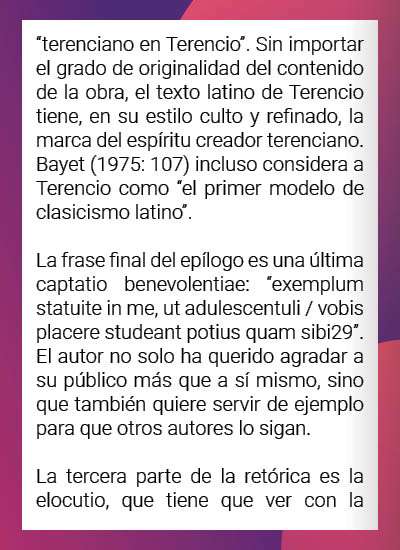 “terenciano en Terencio”. Sin importar
el grado de originalidad del contenido
de la obra, el texto latino de Terencio
tiene, en su estilo culto y refinado, la
marca del espíritu creador terenciano.
Bayet (1975: 107) incluso considera a
Terencio como “el primer modelo de
clasicismo latino”.
La frase final del epílogo es una última
captatio benevolentiae: “exemplum
statuite in me, ut adulescentuli / vobis
placere studeant potius quam sibi29”.
El autor no solo ha querido agradar a
su público más que a sí mismo, sino
que también quiere servir de ejemplo
para que otros autores lo sigan.
La tercera parte de la retórica es la
elocutio, que tiene que ver con la